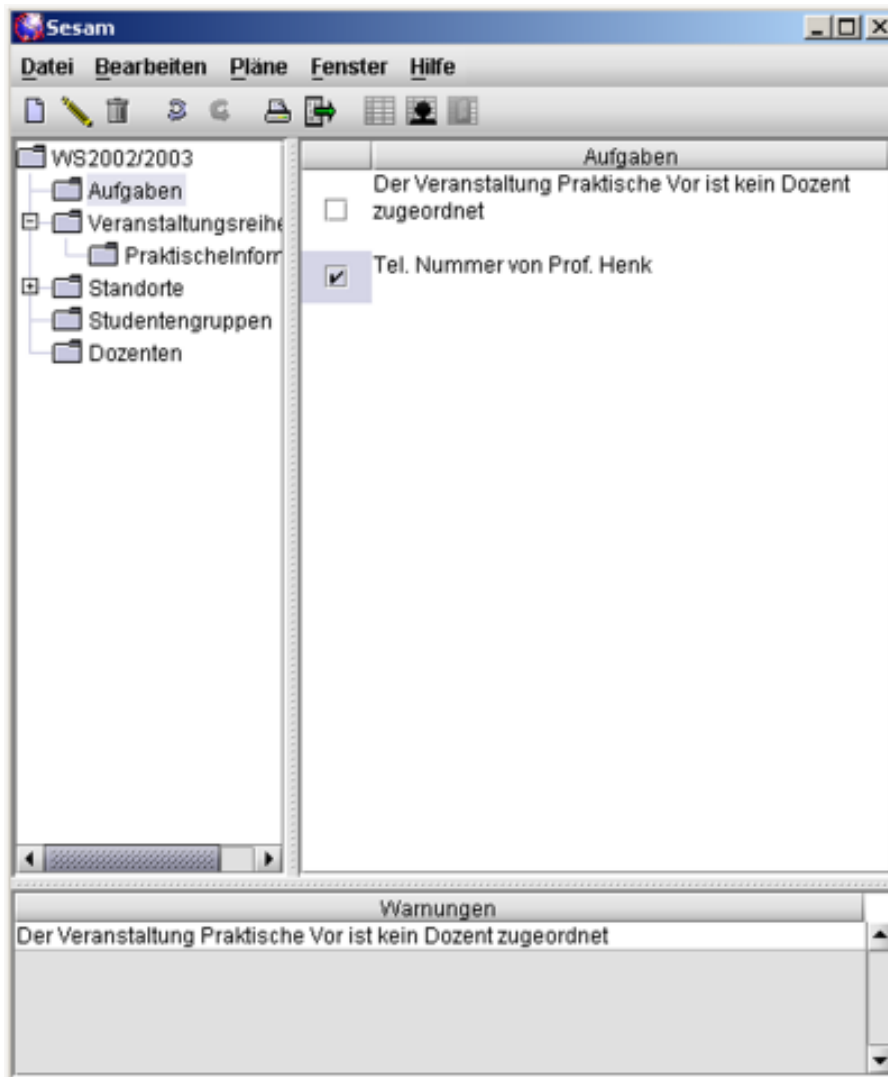 Sesam
Datei Bearbeiten Pläne Fenster Hilfe
WS2002/2003
Aufgaben
Veranstaltungsreihe
PraktischeInforr
Standorte
Studentengruppen
Dozenten
Aufgaben
Der Veranstaltung Praktische Vor ist kein Dozent
zugeordnet
Tel. Nummer von Prof. Henk
Warnungen
Der Veranstaltung Praktische Vor ist kein Dozent zugeordnet